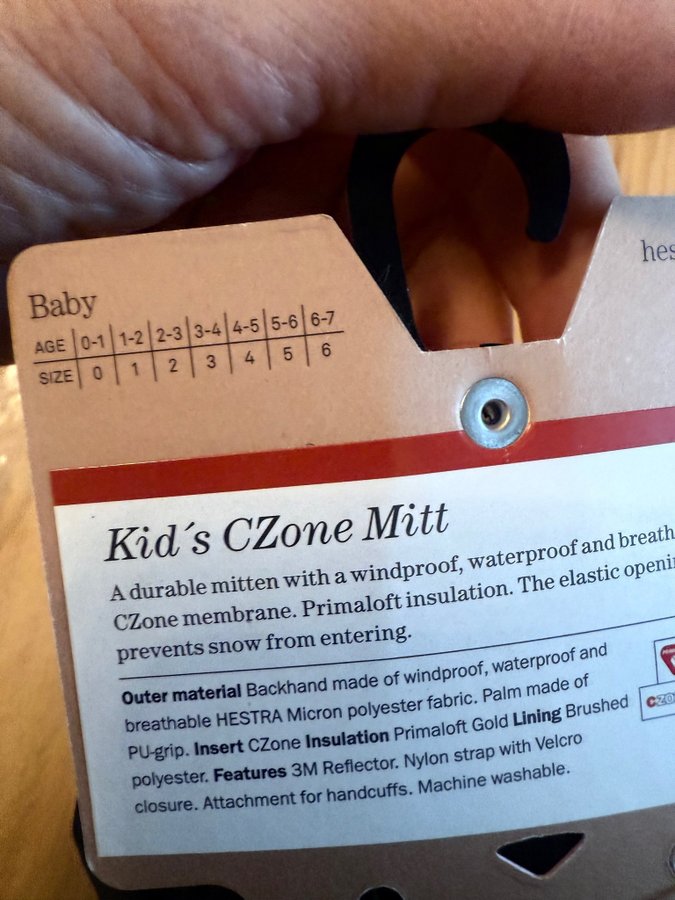 hes
Baby
AGE 0-1 1-2 2-3 3-4 4-5 5-6 6-7
SIZE 0 1 2 3 4 5 6
Kid´s CZone Mitt
A durable mitten with a windproof, waterproof and breath
CZone membrane. Primaloft insulation. The elastic openi
prevents snow from entering.
Outer material Backhand made of windproof, waterproof and
breathable HESTRA Micron polyester fabric. Palm made of
PU-grip. Insert CZone Insulation Primaloft Gold Lining Brushed
polyester. Features 3M Reflector. Nylon strap with Velcro
closure. Attachment for handcuffs. Machine washable.
CZO